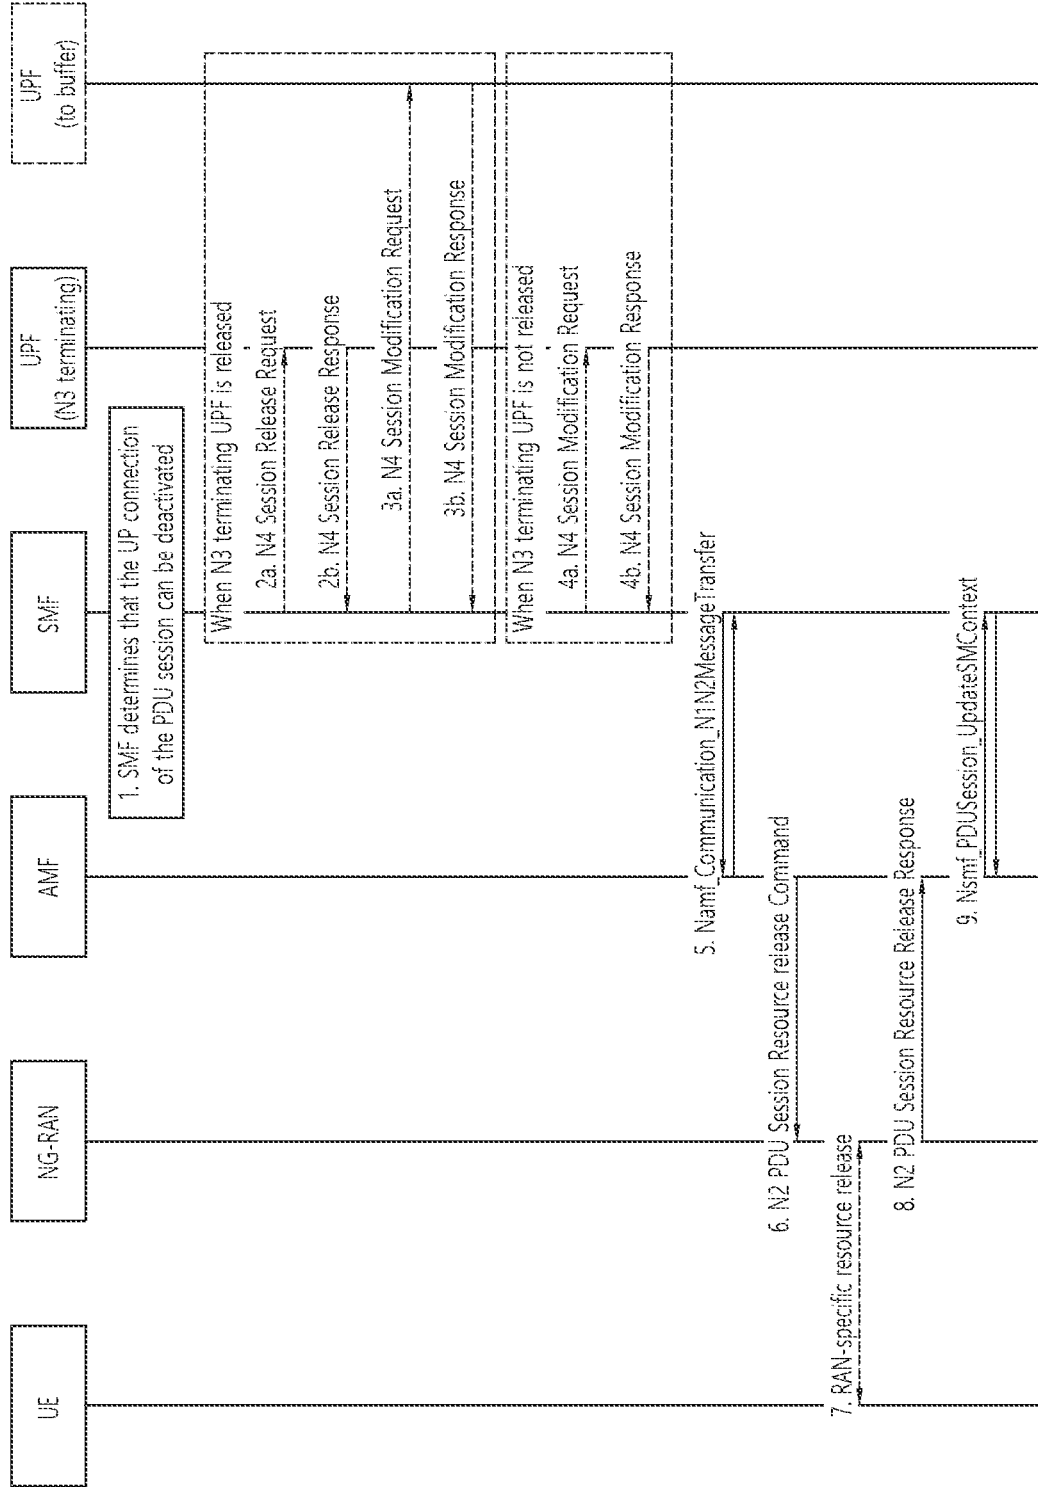 UE
NG-RAN
AMF
SMF
UPF
(N3 terminating)
UPF
(to buffer)
1. SMF determines that the UP connection
of the PDU session can be deactivated
When N3 terminating UPF is released
2a. N4 Session Release Request
2b. N4 Session Release Response
3a. N4 Session Modification Request
3b. N4 Session Modification Response
When N3 terminating UPF is not released
4a. N4 Session Modification Request
4b. N4 Session Modification Response
5. Namf_Communication_N1N2MessageTransfer
6. N2 PDU Session Resource release Command
7. RAN-specific resource release
8. N2 PDU Session Resource Release Response
9. Nsmf_PDUSession_UpdateSMContext